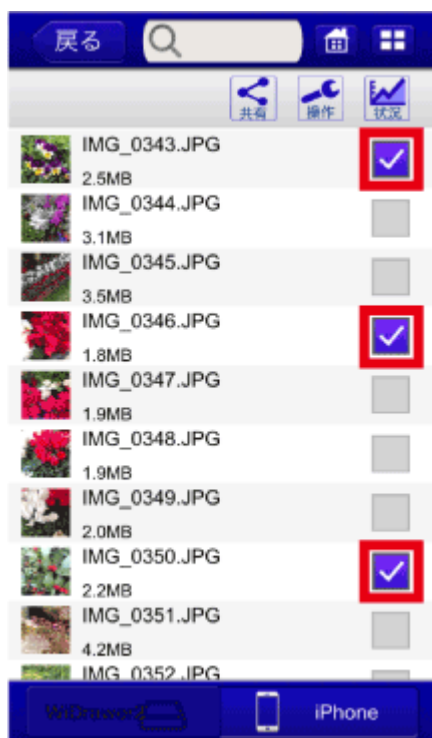 戻る
共有 操作 状況
IMG_0343.JPG
2.5MB
IMG_0344.JPG
3.1MB
IMG_0345.JPG
3.5MB
IMG_0346.JPG
1.8MB
IMG_0347.JPG
1.9MB
IMG_0348.JPG
1.9MB
IMG_0349.JPG
2.0MB
IMG_0350.JPG
2.2MB
IMG_0351.JPG
4.2MB
IMG_0352.JPG
iPhone